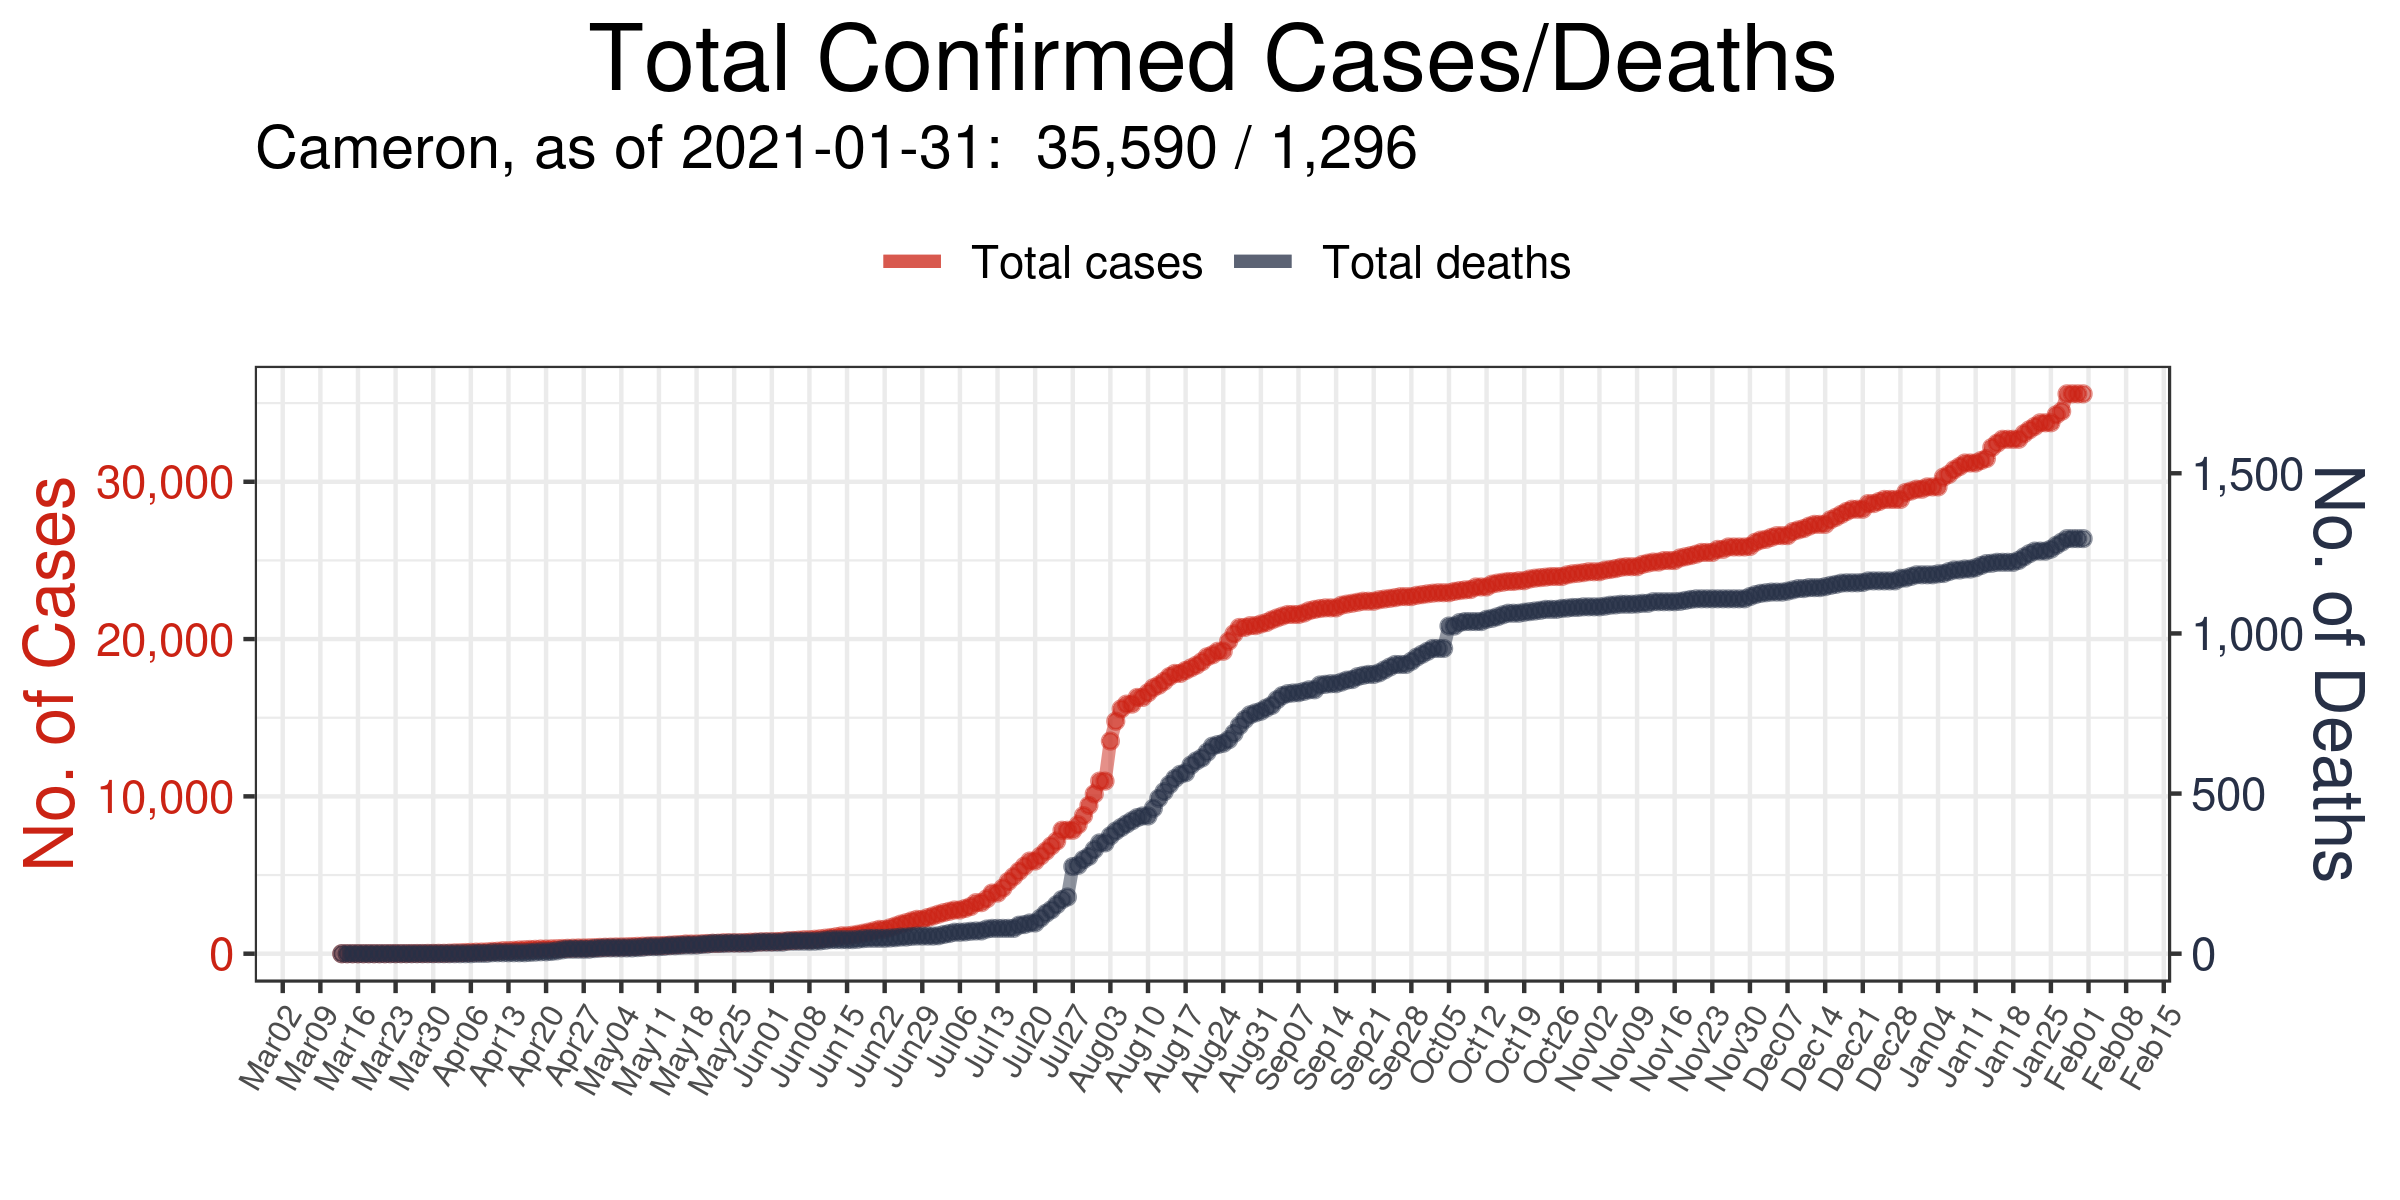 Total Confirmed Cases/Deaths
Cameron, as of 2021-01-31: 35,590 / 1,296
Total cases
Total deaths
No. of Cases
30,000
20,000
10,000
0
1,500
1,000
500
0
No. of Deaths
Mar02
Mar09
Mar16
Mar23
Mar30
Apr06
Apr13
Apr20
Apr27
May04
May11
May18
May25
Jun01
Jun08
Jun15
Jun22
Jun29
Jul06
Jul13
Jul20
Jul27
Aug03
Aug10
Aug17
Aug24
Aug31
Sep07
Sep14
Sep21
Sep28
Oct05
Oct12
Oct19
Oct26
Nov02
Nov09
Nov16
Nov23
Nov30
Dec07
Dec14
Dec21
Dec28
Jan04
Jan11
Jan18
Jan25
Feb01
Feb08
Feb15